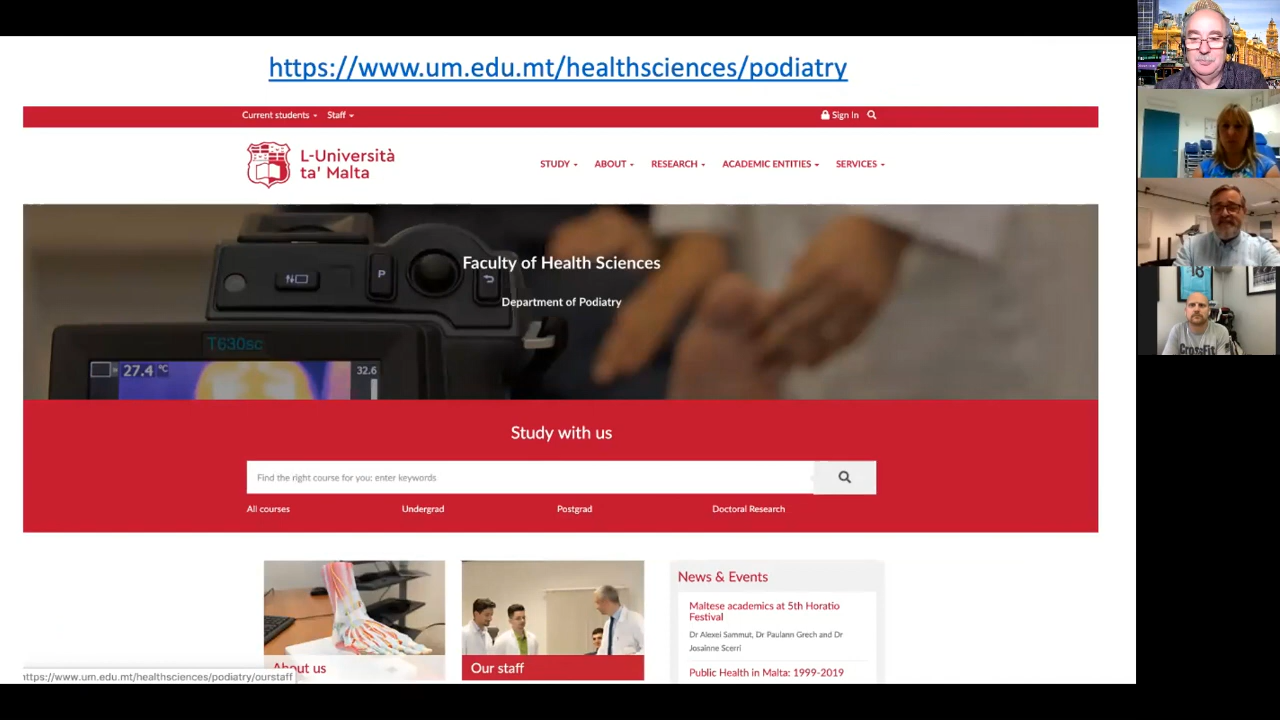 https://www.um.edu.mt/healthsciences/podiatry
Current students Staff
Sign In
L-Università
ta' Malta
STUDY ABOUT RESEARCH ACADEMIC ENTITIES SERVICES
P
Faculty of Health Sciences
Department of Podiatry
T630sc
27.4 °C
32.6
Study with us
Find the right course for you: enter keywords
All courses Undergrad Postgrad Doctoral Research
News & Events
Maltese academics at 5th Horatio
Festival
Dr Alexei Sammut, Dr Paulann Grech and Dr
Josainne Scerri
About us
Our staff
Public Health in Malta: 1999-2019
https://www.um.edu.mt/healthsciences/podiatry/ourstaff
18
CrossFit